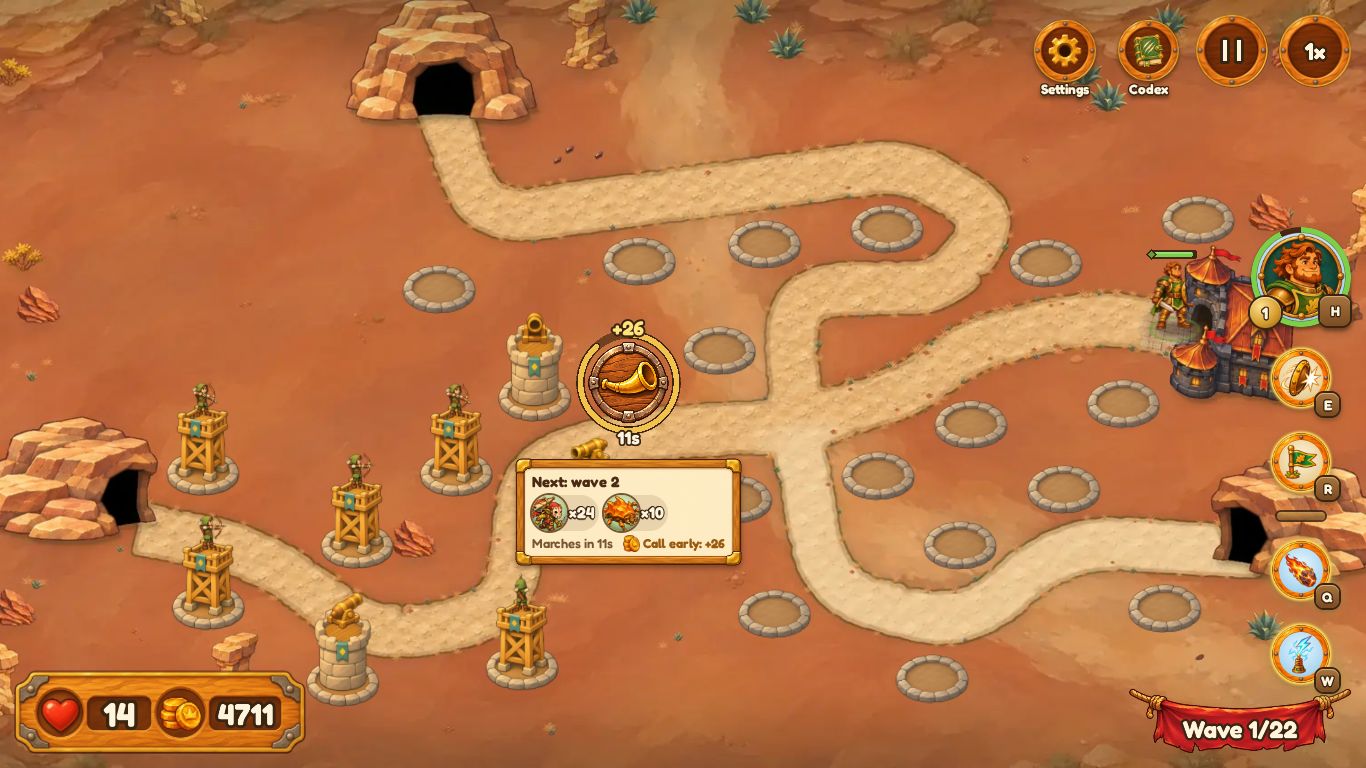 Settings
Codex
1x
+26
11s
1
H
Next: wave 2
x24
x10
Marches in 11s
Call early: +26
E
R
Q
W
14
4711
Wave 1/22